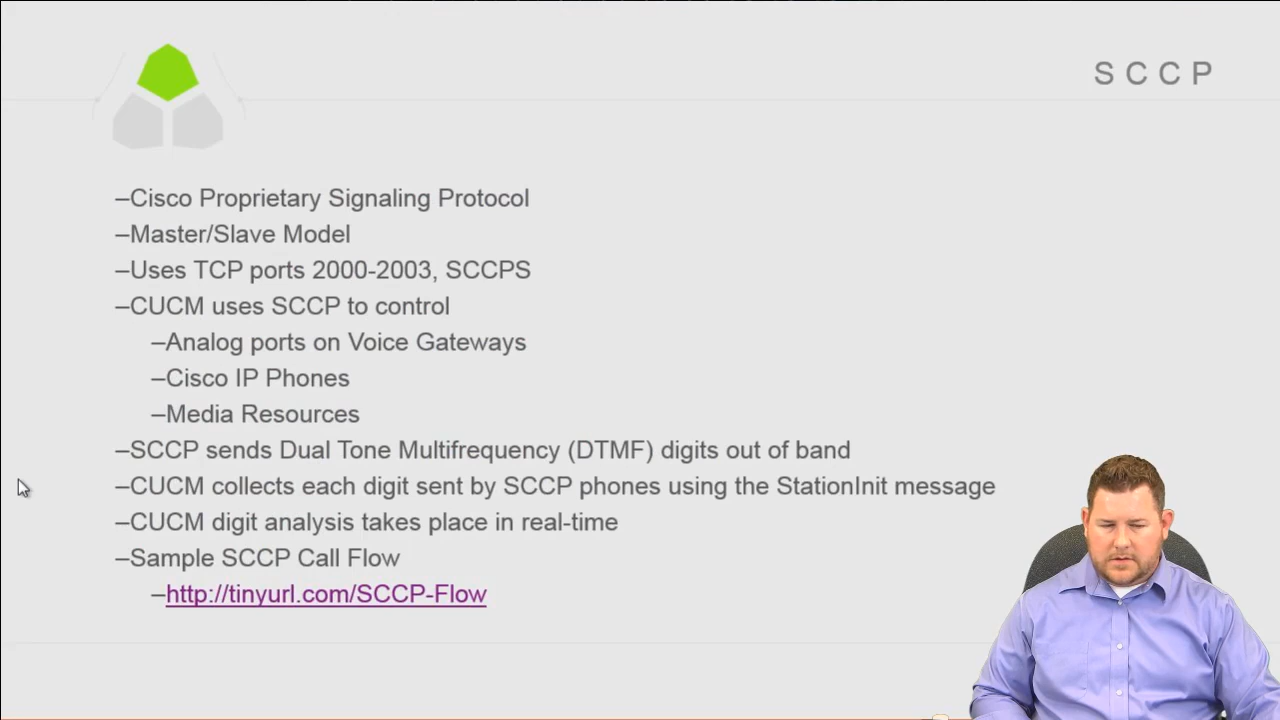 SCCP
–Cisco Proprietary Signaling Protocol
–Master/Slave Model
–Uses TCP ports 2000-2003, SCCPS
–CUCM uses SCCP to control
–Analog ports on Voice Gateways
–Cisco IP Phones
–Media Resources
–SCCP sends Dual Tone Multifrequency (DTMF) digits out of band
–CUCM collects each digit sent by SCCP phones using the StationInit message
–CUCM digit analysis takes place in real-time
–Sample SCCP Call Flow
–http://tinyurl.com/SCCP-Flow